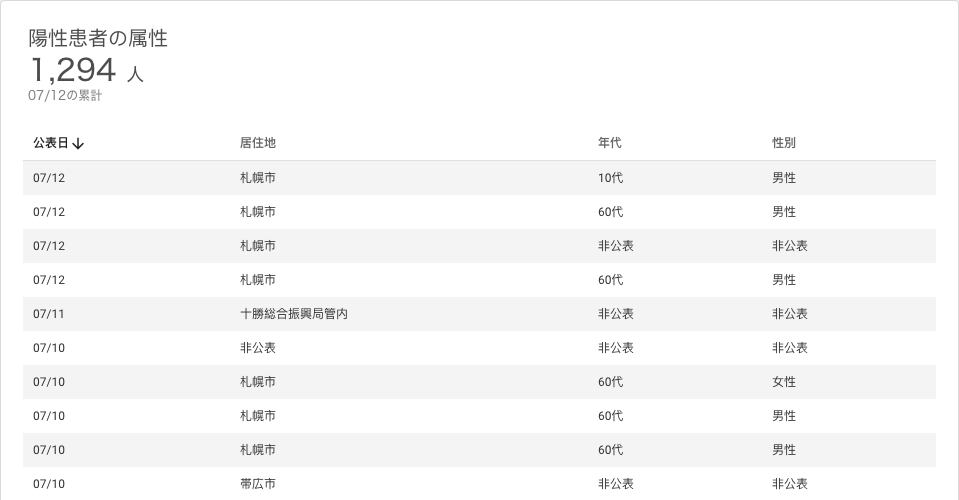 陽性患者の属性
1,294 人
07/12の累計
公表日↓ 居住地 年代 性別
07/12 札幌市 10代 男性
07/12 札幌市 60代 男性
07/12 札幌市 非公表 非公表
07/12 札幌市 60代 男性
07/11 十勝総合振興局管内 非公表 非公表
07/10 非公表 非公表 非公表
07/10 札幌市 60代 女性
07/10 札幌市 60代 男性
07/10 札幌市 60代 男性
07/10 帯広市 非公表 非公表